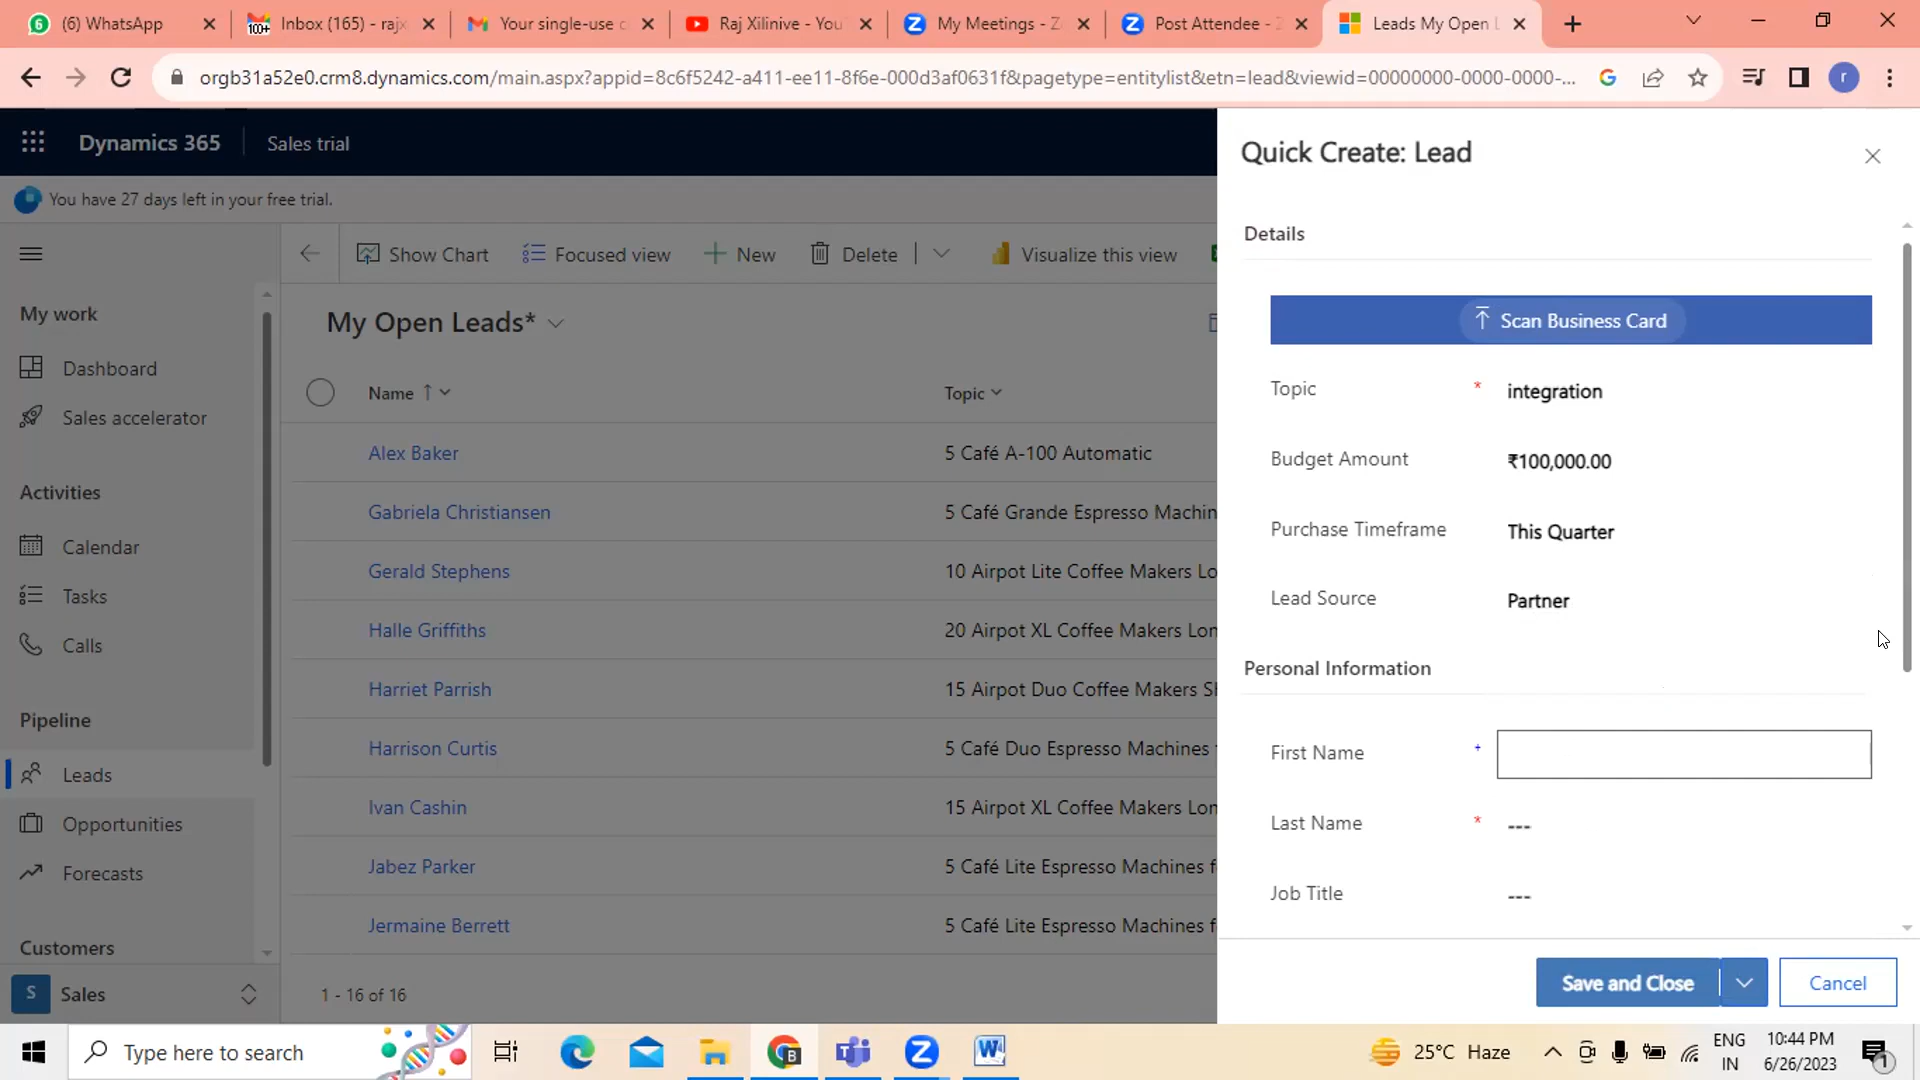 (6) WhatsApp
Inbox (165) - rajx
Your single-use c
Raj Xilinive - You
My Meetings - Z
Post Attendee - Z
Leads My Open L
orgb31a52e0.crm8.dynamics.com/main.aspx?appid=8c6f5242-a411-ee11-8f6e-000d3af0631f&pagetype=entitylist&etn=lead&viewid=00000000-0000-0000-...
r
Dynamics 365
Sales trial
You have 27 days left in your free trial.
Show Chart
Focused view
New
Delete
Visualize this view
My work
Dashboard
Sales accelerator
Activities
Calendar
Tasks
Calls
Pipeline
Leads
Opportunities
Forecasts
Customers
S Sales
My Open Leads*
Name
Topic
Alex Baker
5 Café A-100 Automatic
Gabriela Christiansen
5 Café Grande Espresso Machin
Gerald Stephens
10 Airpot Lite Coffee Makers Lo
Halle Griffiths
20 Airpot XL Coffee Makers Lon
Harriet Parrish
15 Airpot Duo Coffee Makers S
Harrison Curtis
5 Café Duo Espresso Machines
Ivan Cashin
15 Airpot XL Coffee Makers Lon
Jabez Parker
5 Café Lite Espresso Machines f
Jermaine Berrett
5 Café Lite Espresso Machines f
1 - 16 of 16
Quick Create: Lead
Details
Scan Business Card
Topic * integration
Budget Amount ₹100,000.00
Purchase Timeframe This Quarter
Lead Source Partner
Personal Information
First Name +
Last Name * ---
Job Title ---
Save and Close
Cancel
Type here to search
25°C Haze
ENG
IN
10:44 PM
6/26/2023
1